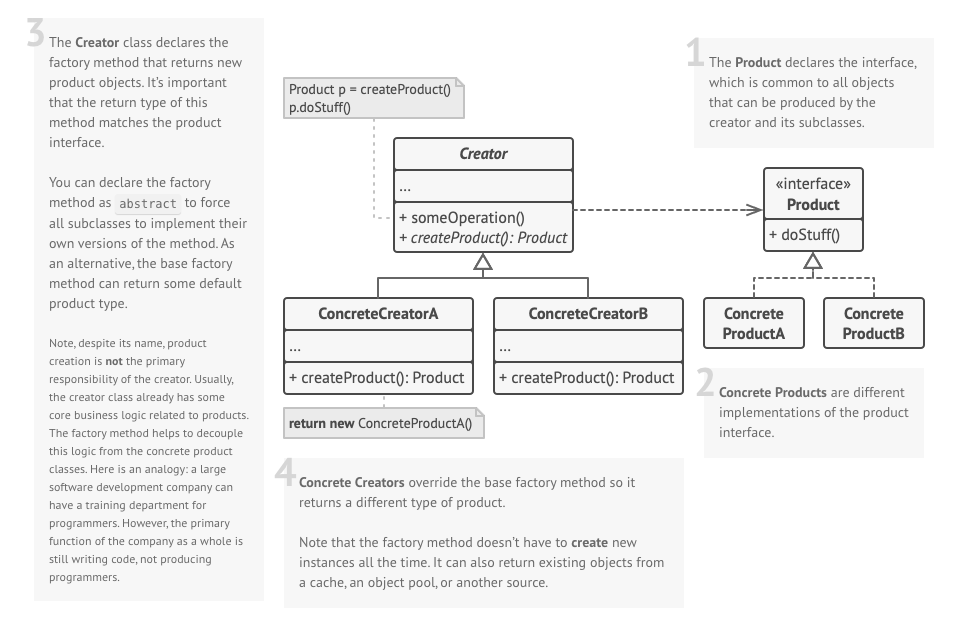 3
The Creator class declares the
factory method that returns new
product objects. It’s important
that the return type of this
method matches the product
interface.
You can declare the factory
method as abstract to force
all subclasses to implement their
own versions of the method. As
an alternative, the base factory
method can return some default
product type.
Note, despite its name, product
creation is not the primary
responsibility of the creator. Usually,
the creator class already has some
core business logic related to products.
The factory method helps to decouple
this logic from the concrete product
classes. Here is an analogy: a large
software development company can
have a training department for
programmers. However, the primary
function of the company as a whole is
still writing code, not producing
programmers.
Product p = createProduct()
p.doStuff()
Creator
...
+ someOperation()
+ createProduct(): Product
ConcreteCreatorA
...
+ createProduct(): Product
ConcreteCreatorB
...
+ createProduct(): Product
return new ConcreteProductA()
1
The Product declares the interface,
which is common to all objects
that can be produced by the
creator and its subclasses.
«interface»
Product
+ doStuff()
Concrete
ProductA
Concrete
ProductB
2
Concrete Products are different
implementations of the product
interface.
4
Concrete Creators override the base factory method so it
returns a different type of product.
Note that the factory method doesn’t have to create new
instances all the time. It can also return existing objects from
a cache, an object pool, or another source.